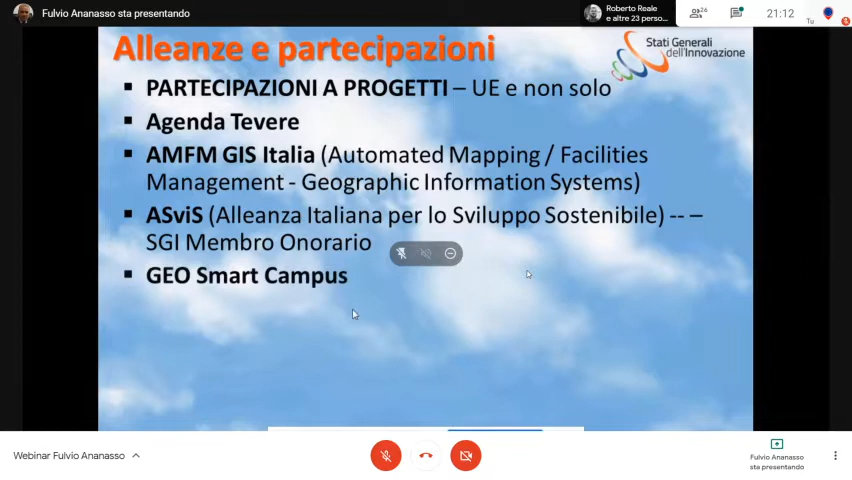 Fulvio Ananasso sta presentando
Roberto Reale
e altre 23 perso...
26
21:12
Tu
Alleanze e partecipazioni
Stati Generali
dell'Innovazione
▪ PARTECIPAZIONI A PROGETTI – UE e non solo
▪ Agenda Tevere
▪ AMFM GIS Italia (Automated Mapping / Facilities
Management - Geographic Information Systems)
▪ ASviS (Alleanza Italiana per lo Sviluppo Sostenibile) -- –
SGI Membro Onorario
▪ GEO Smart Campus
Webinar Fulvio Ananasso
Fulvio Ananasso
sta presentando